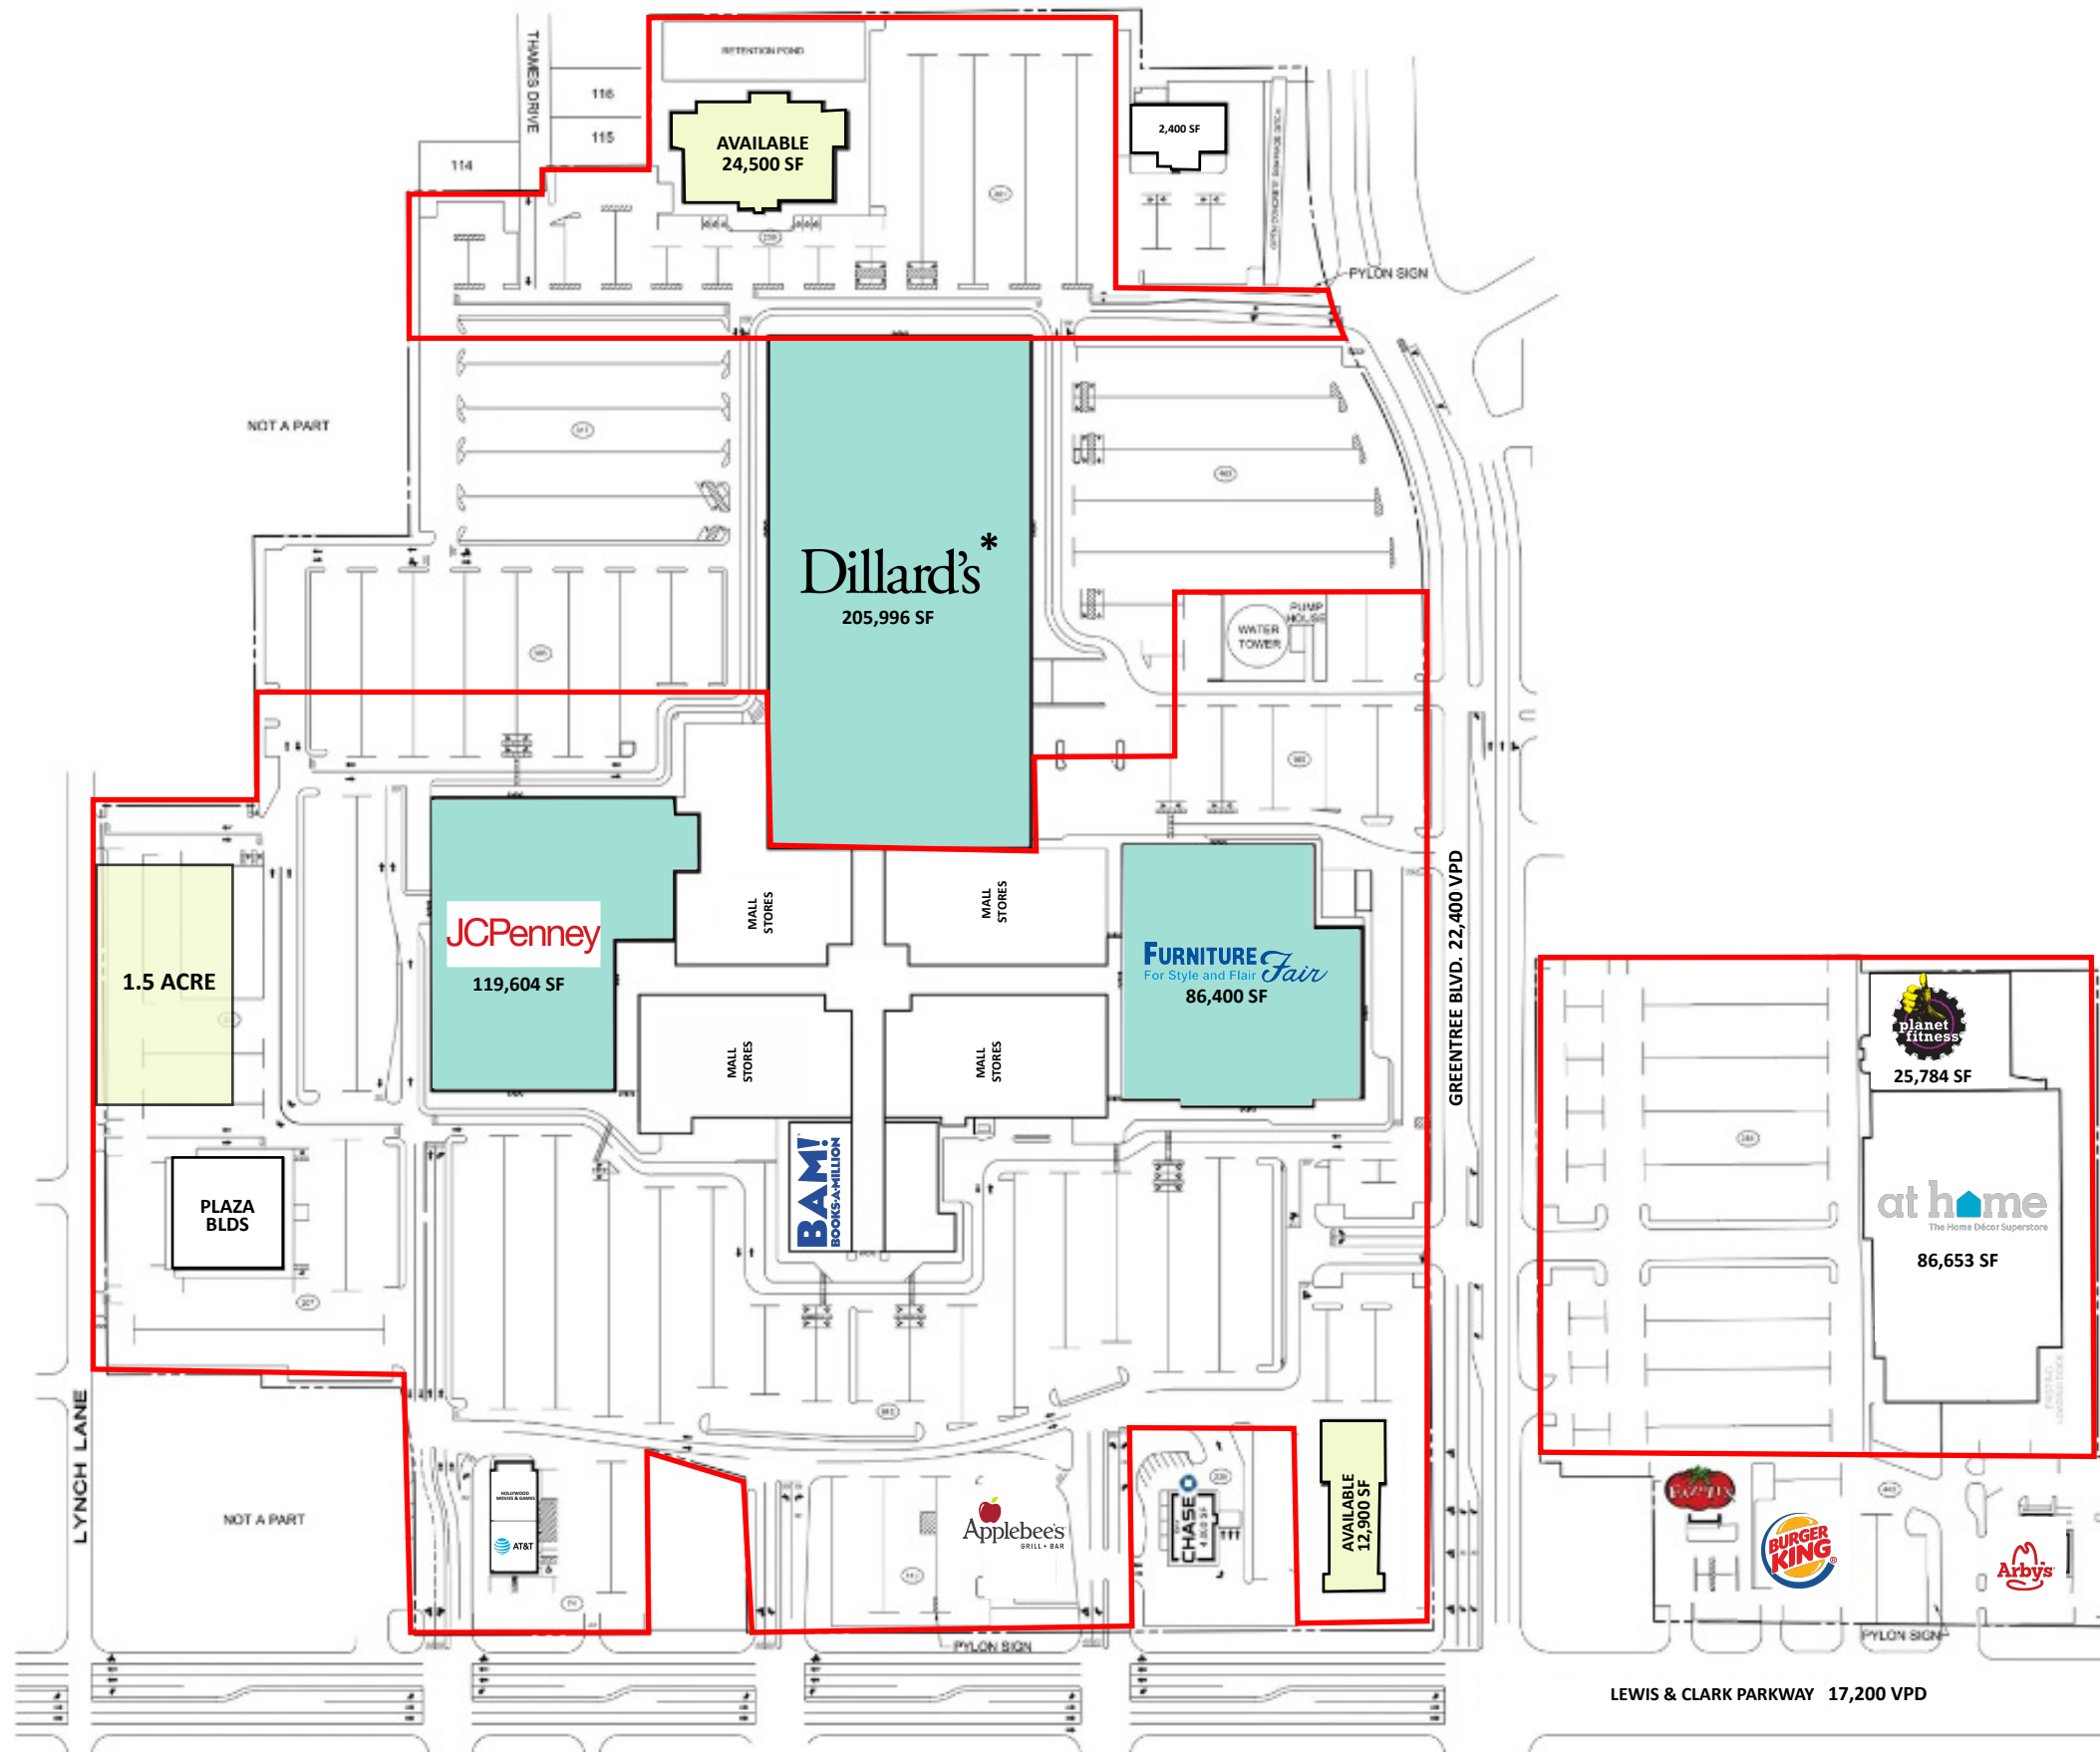 THAMES DRIVE
RETENTION POND
116
115
114
AVAILABLE
24,500 SF
2,400 SF
PYLON SIGN
NOT A PART
Dillard's*
205,996 SF
WATER
TOWER
PUMP
HOUSE
GREENTREE BLVD. 22,400 VPD
1.5 ACRE
JCPenney
119,604 SF
MALL
STORES
MALL
STORES
FURNITURE
Fair
For Style and Flair
86,400 SF
MALL
STORES
MALL
STORES
planet
fitness
25,784 SF
at home
The Home Décor Superstore
86,653 SF
PLAZA
BLDS
BAM!
BOOKS·A·MILLION
LYNCH LANE
NOT A PART
HOLLYWOOD
MOVIES & GAMES
AT&T
Applebee's
GRILL + BAR
CHASE
AVAILABLE
12,900 SF
BURGER
KING
Arby's
PYLON SIGN
PYLON SIGN
LEWIS & CLARK PARKWAY 17,200 VPD